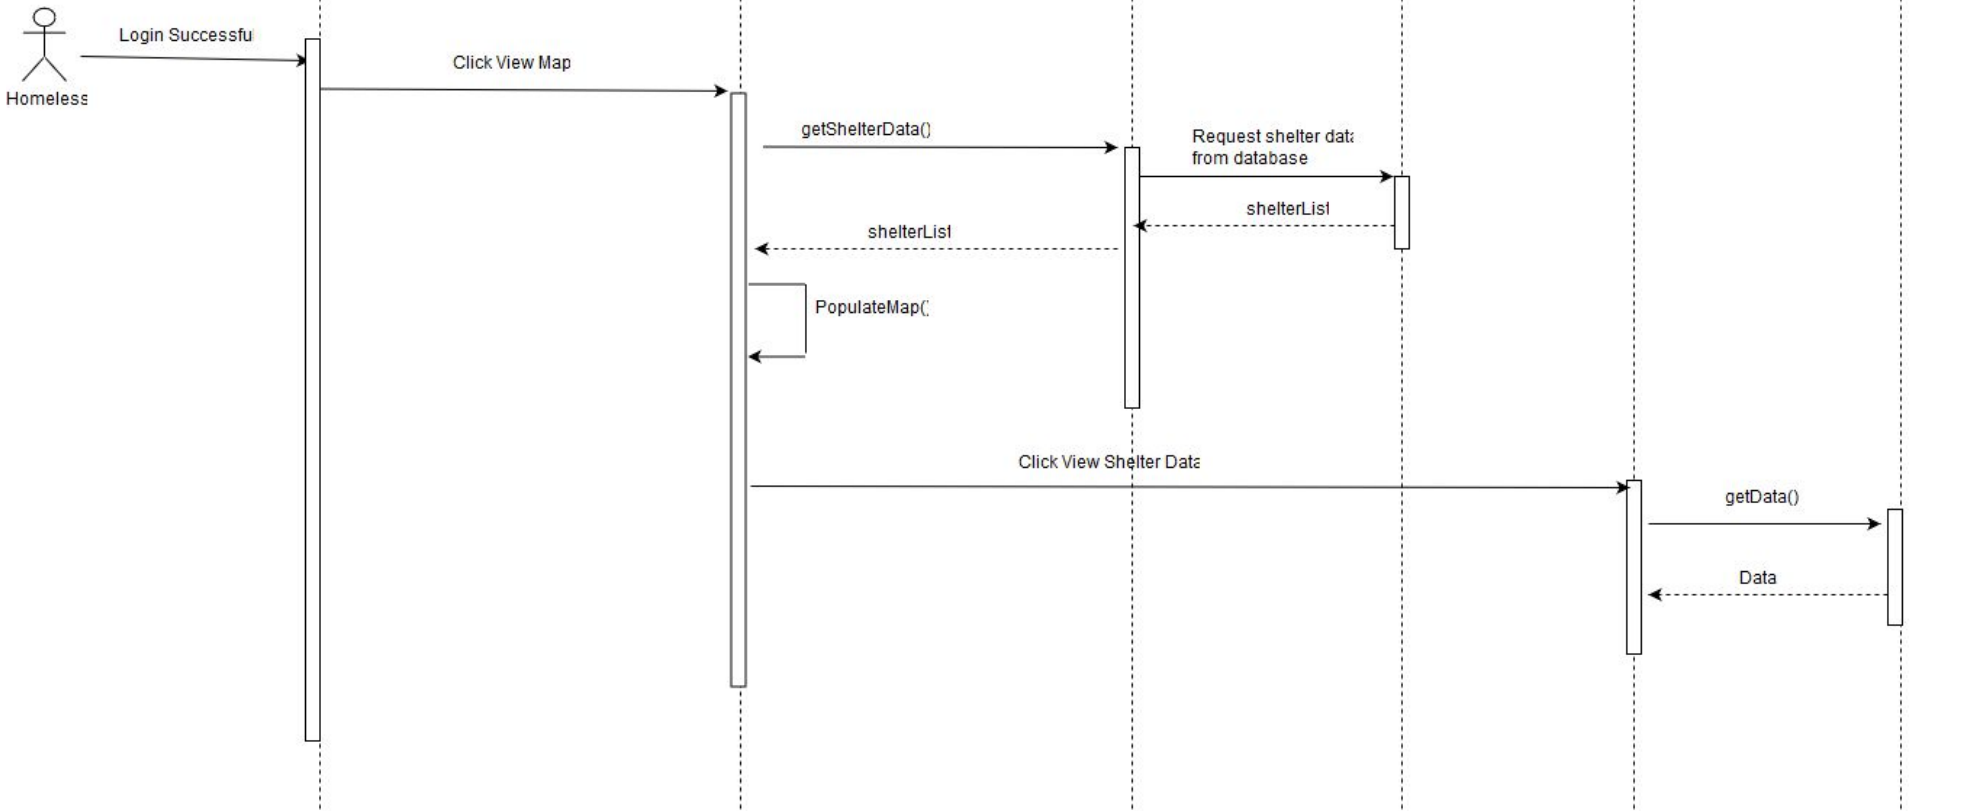 Login Successfu
Homeless
Click View Map
getShelterData()
Request shelter data
from database
shelterList
shelterList
PopulateMap()
Click View Shelter Data
getData()
Data